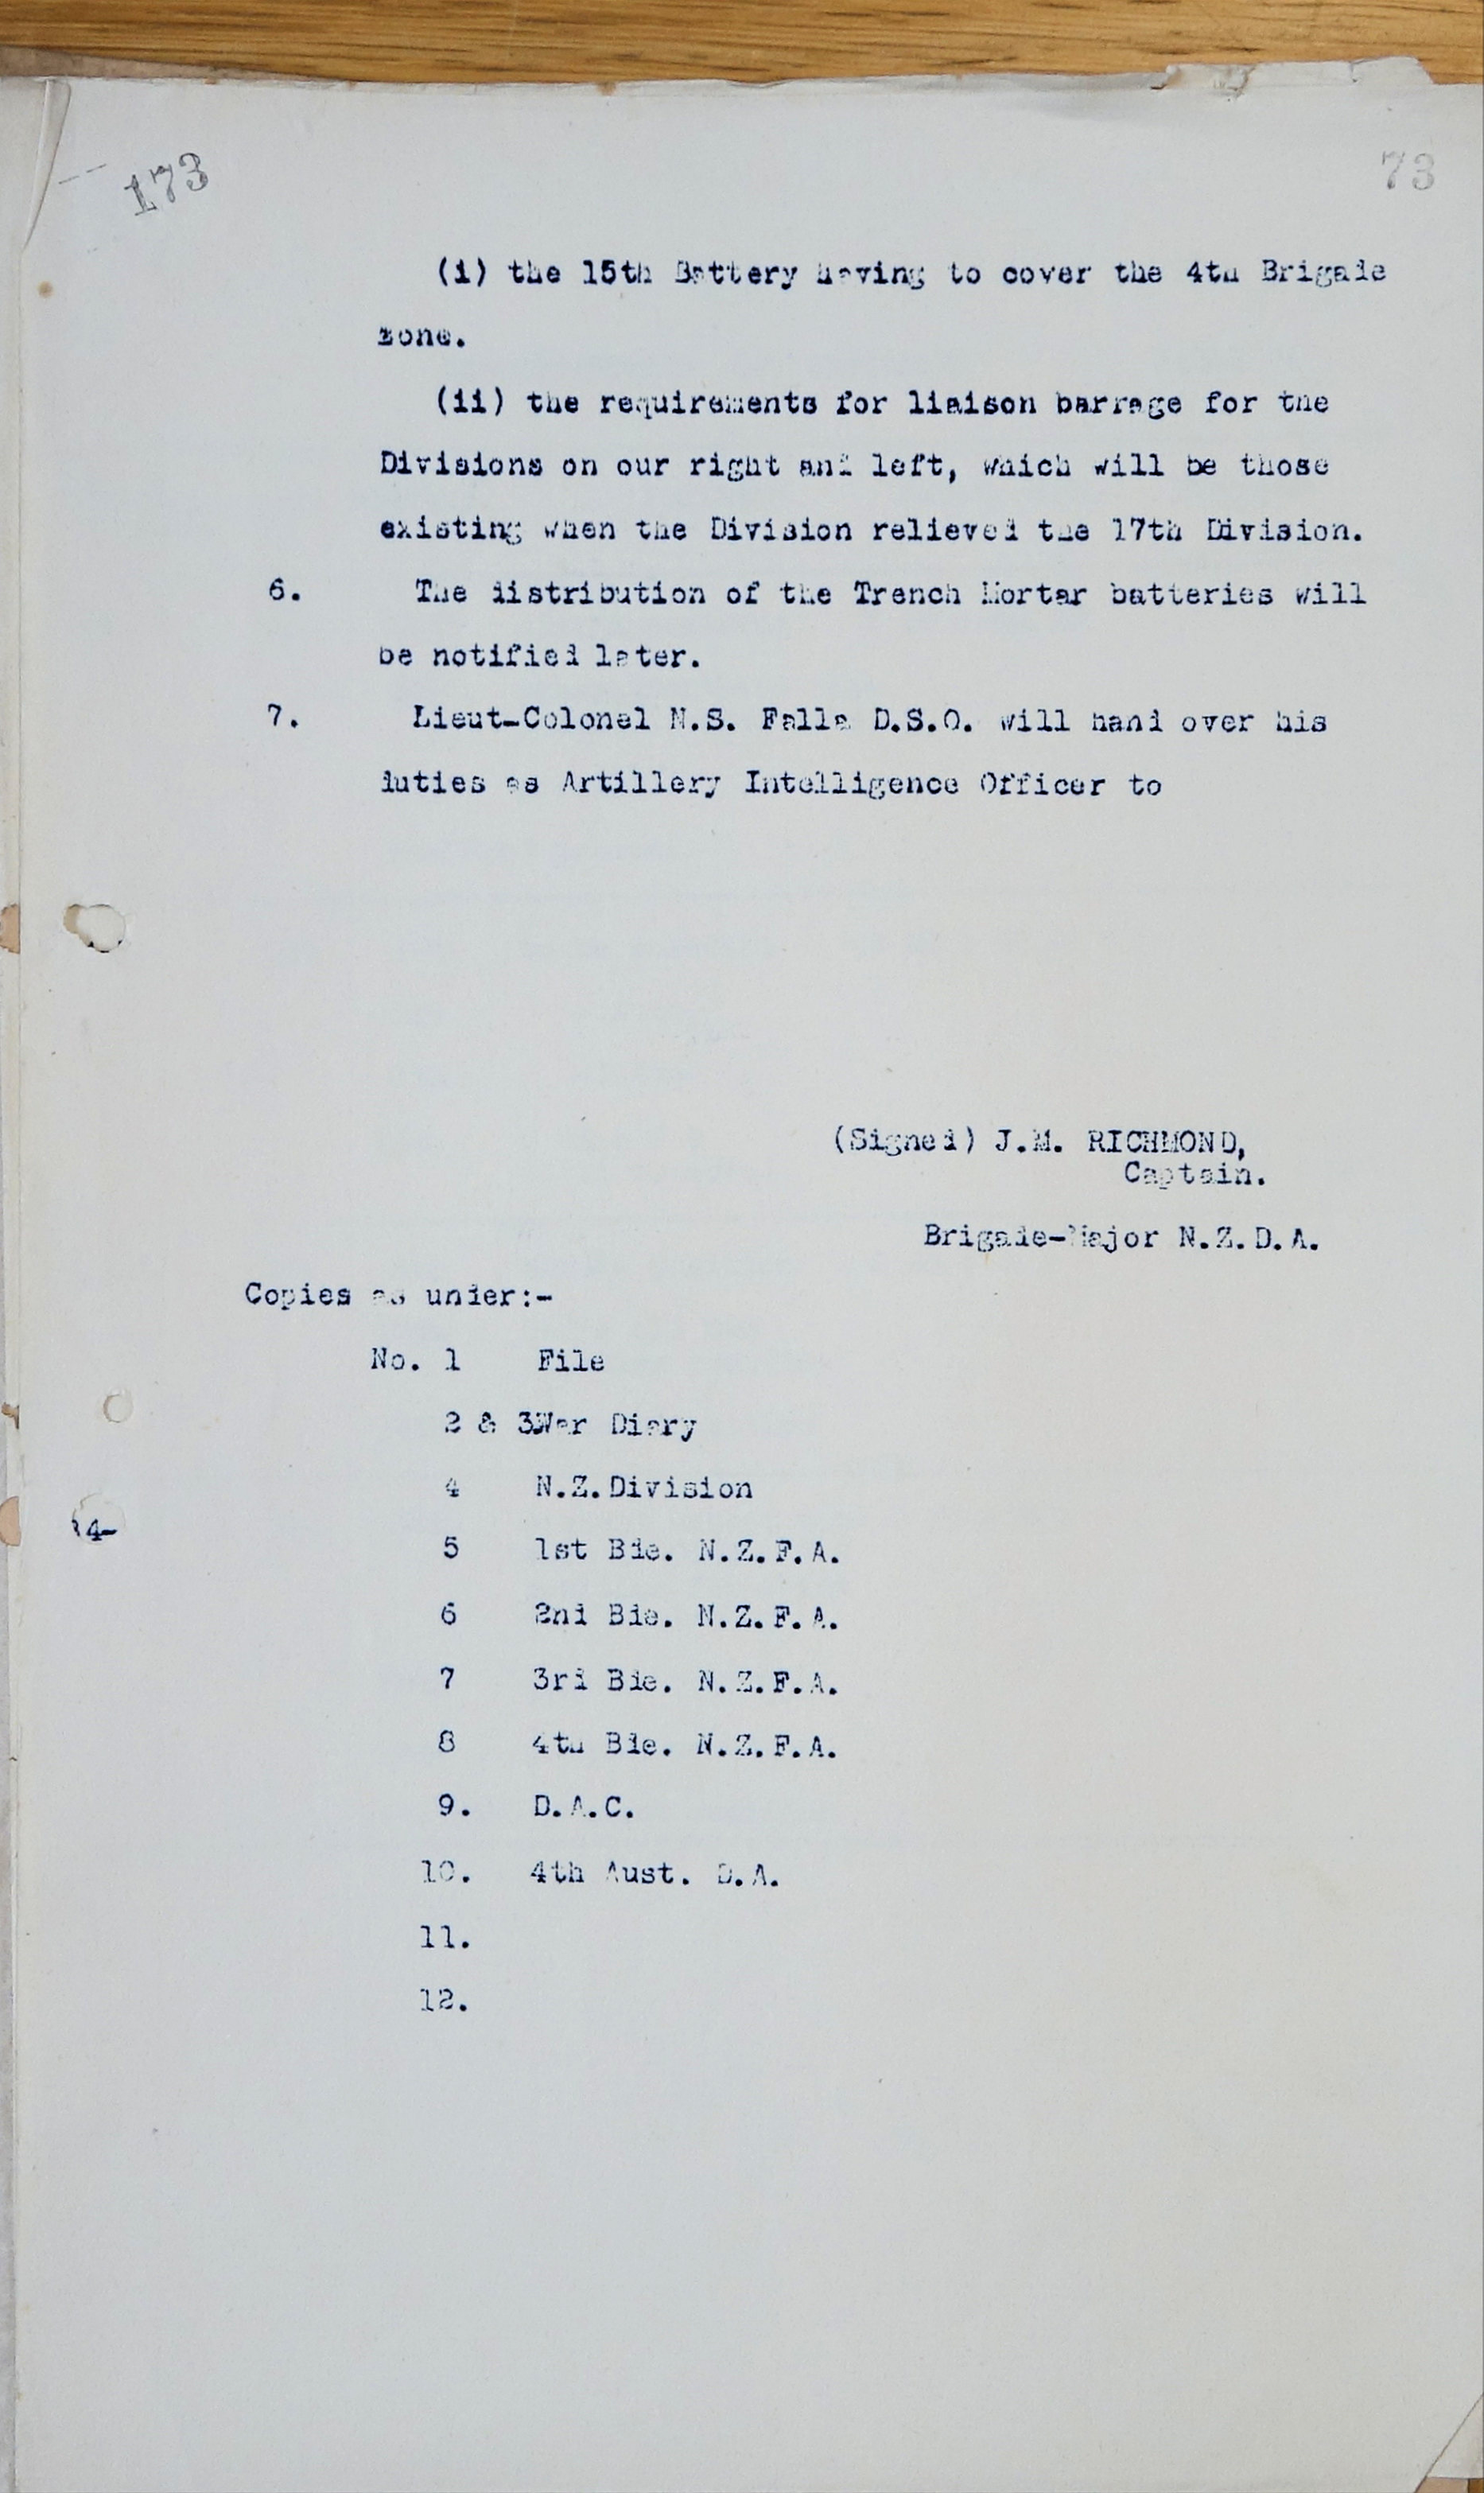 173
73
(i) the 15th Battery having to cover the 4th Brigade
zone.
(ii) the requirements for liaison barrage for the
Divisions on our right and left, which will be those
existing when the Division relieved the 17th Division.
6. The distribution of the Trench Mortar batteries will
be notified later.
7. Lieut-Colonel N.S. Falla D.S.O. will hand over his
duties as Artillery Intelligence Officer to
(Signed) J.M. RICHMOND,
Captain.
Brigade-Major N.Z.D.A.
Copies as under:-
No. 1 File
2 & 3 War Diary
4 N.Z.Division
5 1st Bde. N.Z.F.A.
6 2nd Bde. N.Z.F.A.
7 3rd Bde. N.Z.F.A.
8 4th Bde. N.Z.F.A.
9. D.A.C.
10. 4th Aust. D.A.
11.
12.